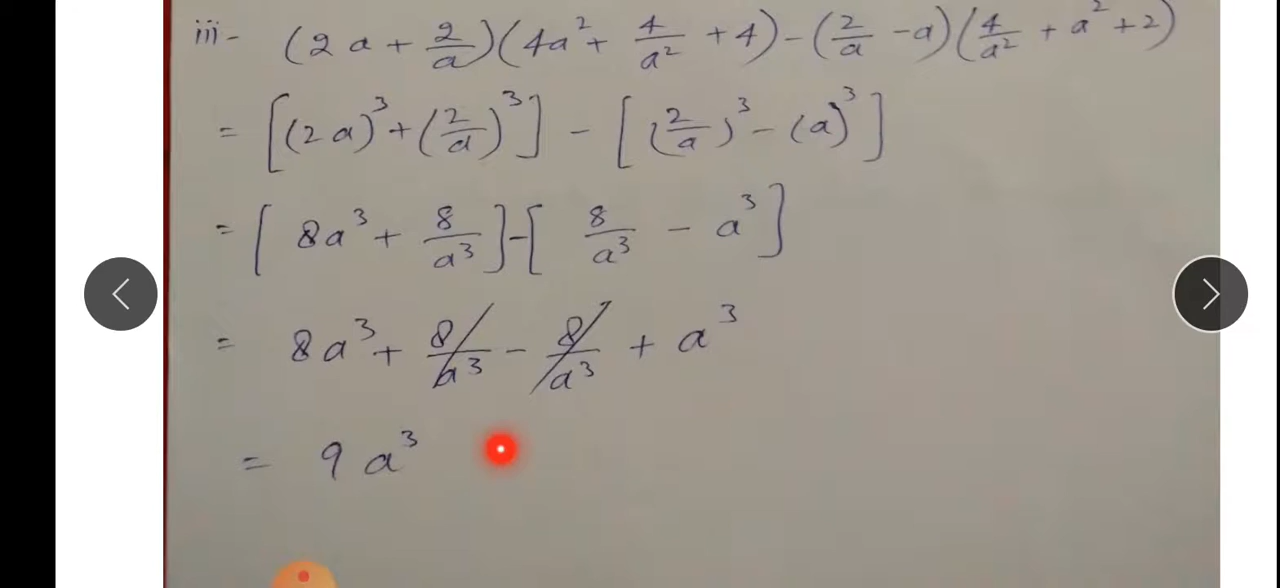 iii- (2a + 2/a)(4a² + 4/a² + 4) - (2/a - a)(4/a² + a² + 2)
= [(2a)³ + (2/a)³] - [(2/a)³ - (a)³]
= [8a³ + 8/a³] - [8/a³ - a³]
= 8a³ + 8/a³ - 8/a³ + a³
= 9a³